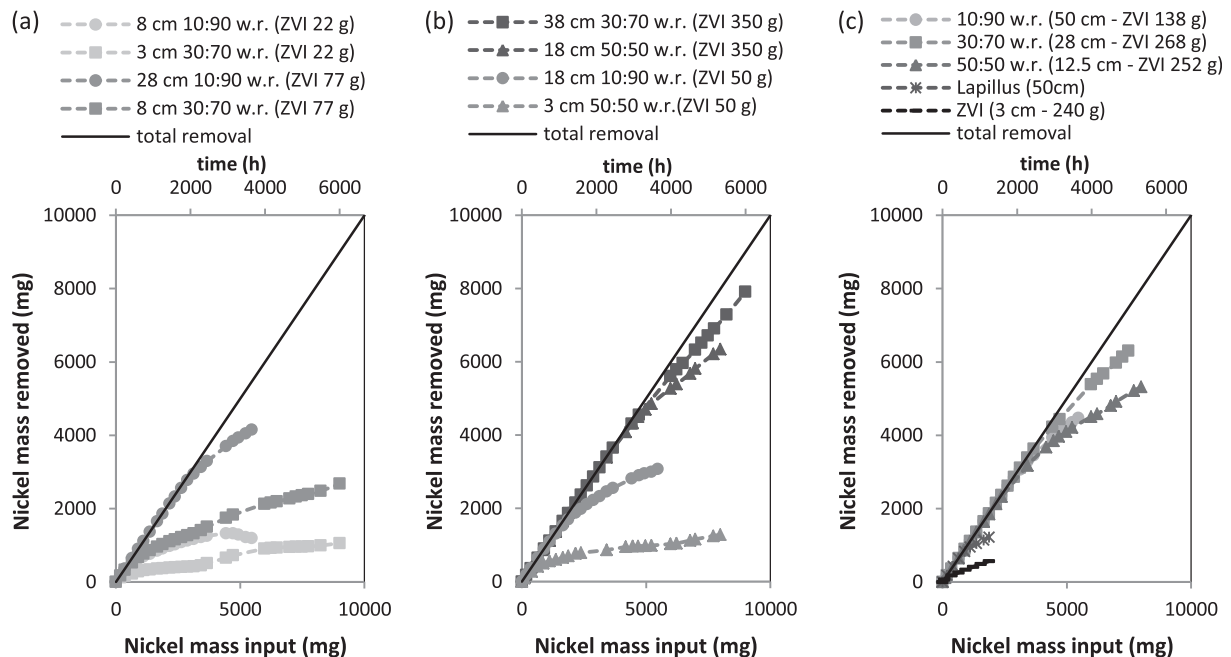 (a)
8 cm 10:90 w.r. (ZVI 22 g)
3 cm 30:70 w.r. (ZVI 22 g)
28 cm 10:90 w.r. (ZVI 77 g)
8 cm 30:70 w.r. (ZVI 77 g)
total removal
time (h)
0 2000 4000 6000
10000
8000
6000
4000
2000
0
Nickel mass removed (mg)
0 5000 10000
Nickel mass input (mg)
(b)
38 cm 30:70 w.r. (ZVI 350 g)
18 cm 50:50 w.r. (ZVI 350 g)
18 cm 10:90 w.r. (ZVI 50 g)
3 cm 50:50 w.r.(ZVI 50 g)
total removal
time (h)
0 2000 4000 6000
10000
8000
6000
4000
2000
0
Nickel mass removed (mg)
0 5000 10000
Nickel mass input (mg)
(c)
10:90 w.r. (50 cm - ZVI 138 g)
30:70 w.r. (28 cm - ZVI 268 g)
50:50 w.r. (12.5 cm - ZVI 252 g)
Lapillus (50cm)
ZVI (3 cm - 240 g)
total removal
time (h)
0 2000 4000 6000
10000
8000
6000
4000
2000
0
Nickel mass removed (mg)
0 5000 10000
Nickel mass input (mg)